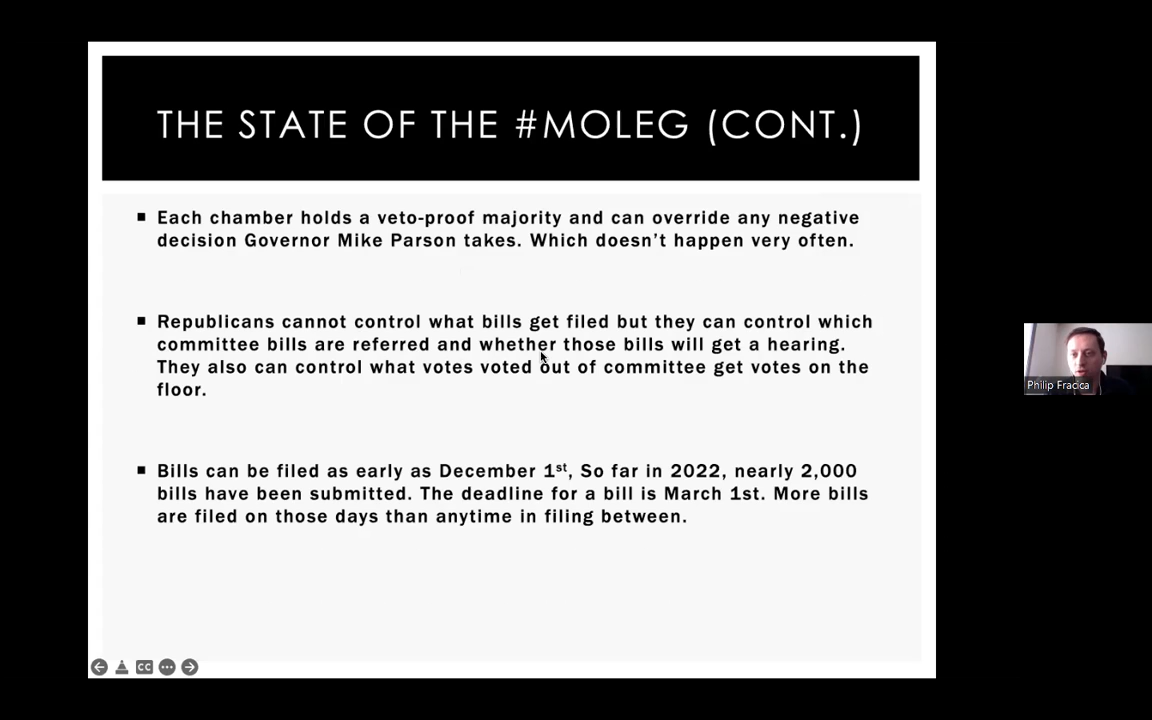 THE STATE OF THE #MOLEG (CONT.)
Each chamber holds a veto-proof majority and can override any negative
decision Governor Mike Parson takes. Which doesn't happen very often.
Republicans cannot control what bills get filed but they can control which
committee bills are referred and whether those bills will get a hearing.
They also can control what votes voted out of committee get votes on the
floor.
Bills can be filed as early as December 1st, So far in 2022, nearly 2,000
bills have been submitted. The deadline for a bill is March 1st. More bills
are filed on those days than anytime in filing between.
CC
Philip Fracica